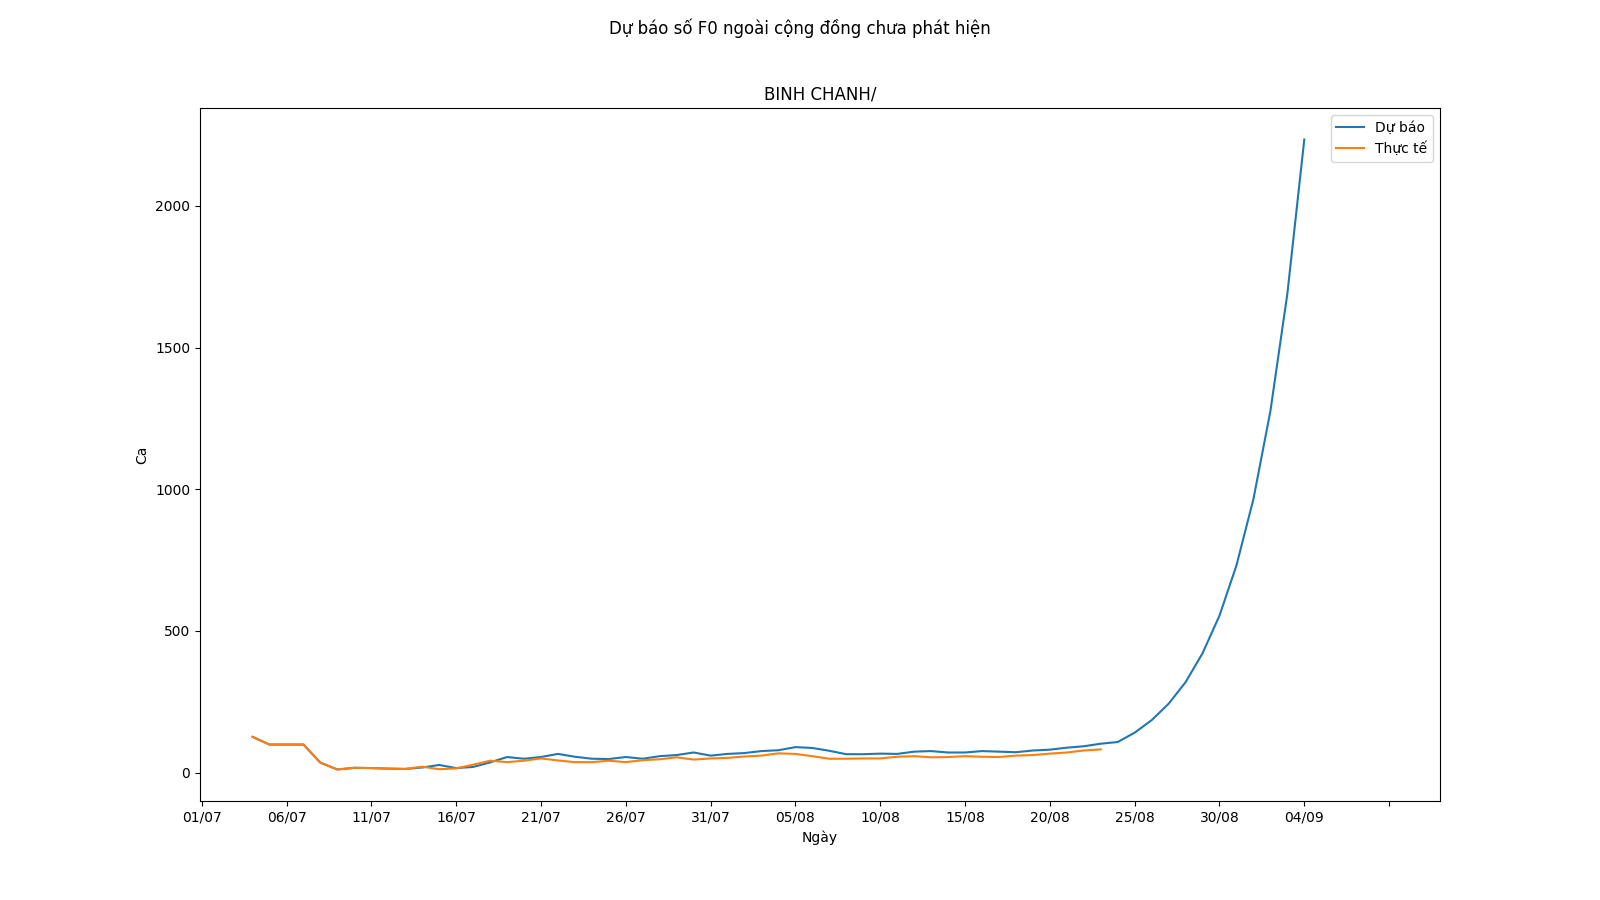 Dự báo số F0 ngoài cộng đồng chưa phát hiện
BINH CHANH/
Dự báo
Thực tế
2000
1500
1000
500
0
Ca
01/07 06/07 11/07 16/07 21/07 26/07 31/07 05/08 10/08 15/08 20/08 25/08 30/08 04/09
Ngày